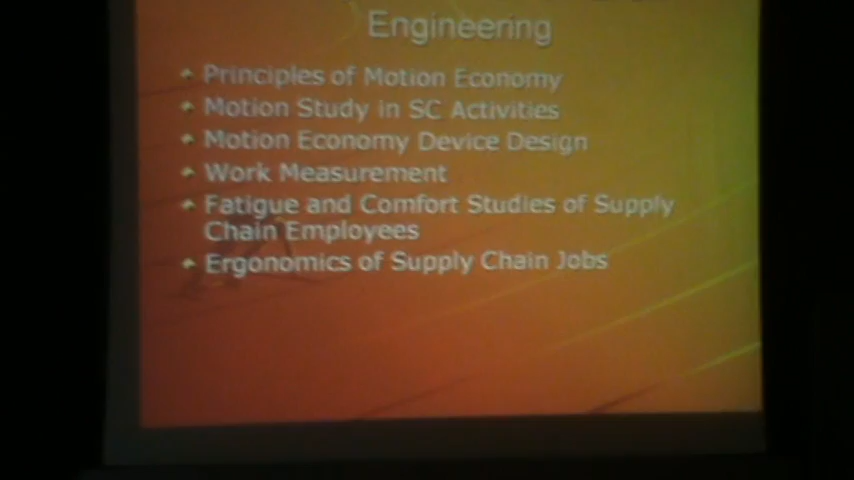 Engineering
Principles of Motion Economy
Motion Study in SC Activities
Motion Economy Device Design
Work Measurement
Fatigue and Comfort Studies of Supply
Chain Employees
Ergonomics of Supply Chain Jobs